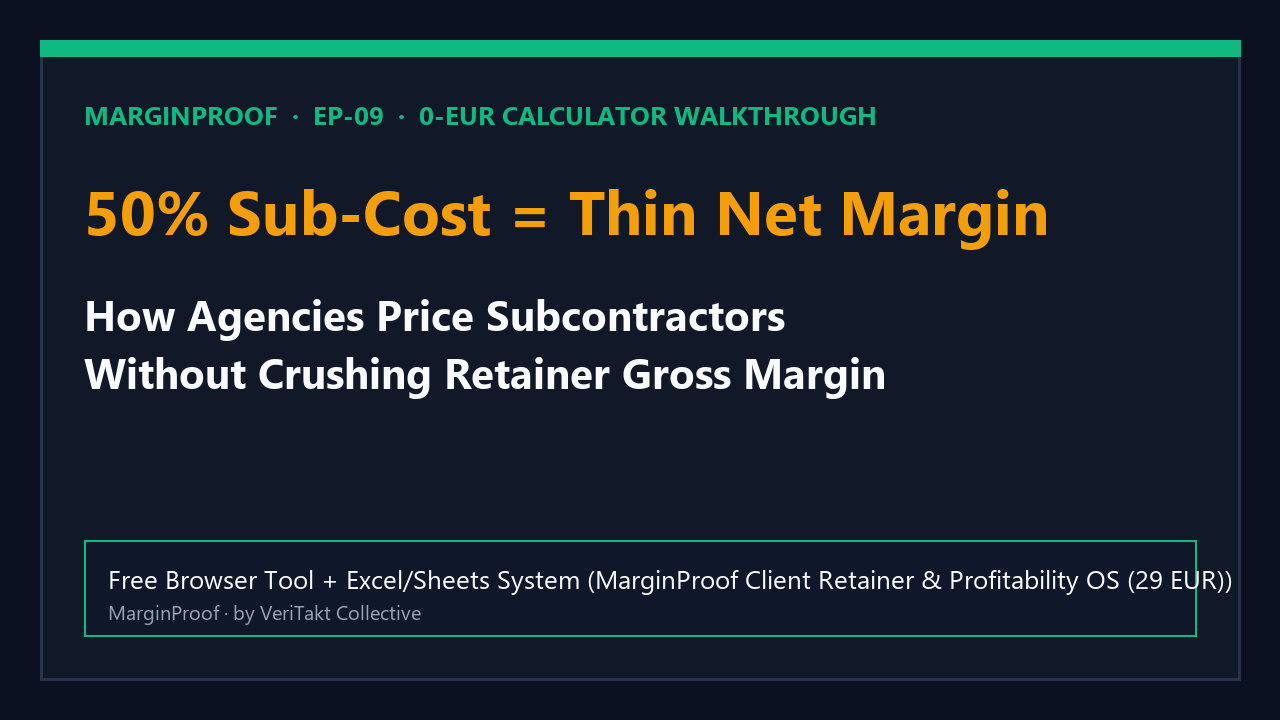 MARGINPROOF · EP-09 · 0-EUR CALCULATOR WALKTHROUGH
50% Sub-Cost = Thin Net Margin
How Agencies Price Subcontractors
Without Crushing Retainer Gross Margin
Free Browser Tool + Excel/Sheets System (MarginProof Client Retainer & Profitability OS (29 EUR))
MarginProof · by VeriTakt Collective